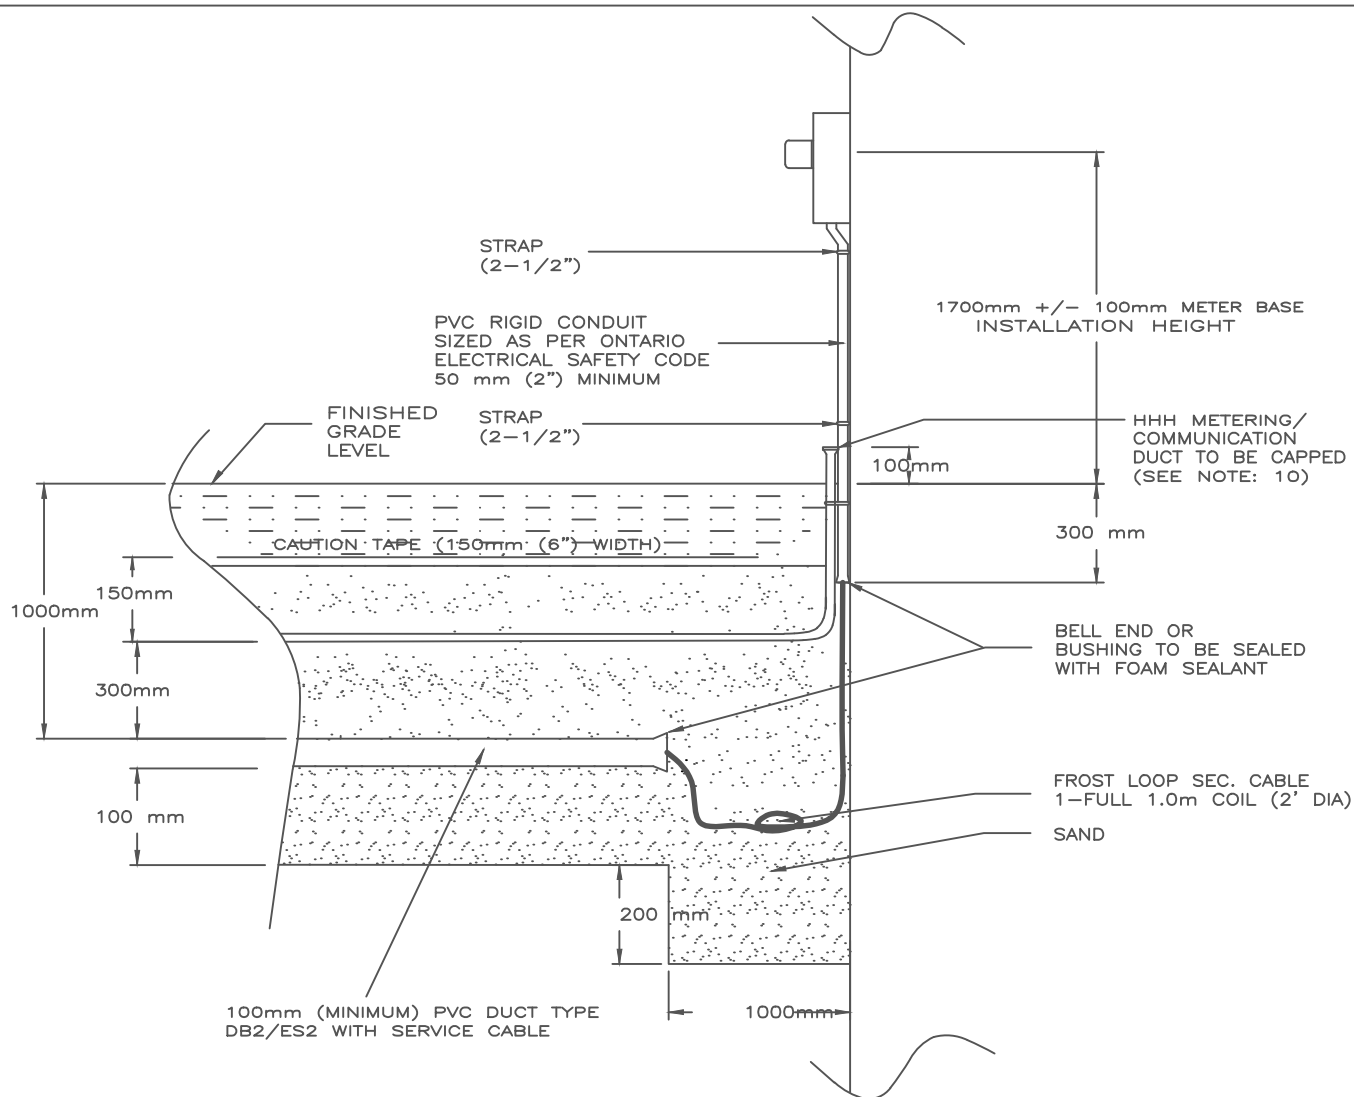 STRAP
(2-1/2")
1700mm +/- 100mm METER BASE
INSTALLATION HEIGHT
PVC RIGID CONDUIT
SIZED AS PER ONTARIO
ELECTRICAL SAFETY CODE
50 mm (2") MINIMUM
FINISHED
GRADE
LEVEL
STRAP
(2-1/2")
HHH METERING/
COMMUNICATION
DUCT TO BE CAPPED
(SEE NOTE: 10)
100mm
300 mm
CAUTION TAPE (150mm (6") WIDTH)
150mm
1000mm
BELL END OR
BUSHING TO BE SEALED
WITH FOAM SEALANT
300mm
FROST LOOP SEC. CABLE
1-FULL 1.0m COIL (2' DIA)
100 mm
SAND
200 mm
100mm (MINIMUM) PVC DUCT TYPE
DB2/ES2 WITH SERVICE CABLE
1000mm